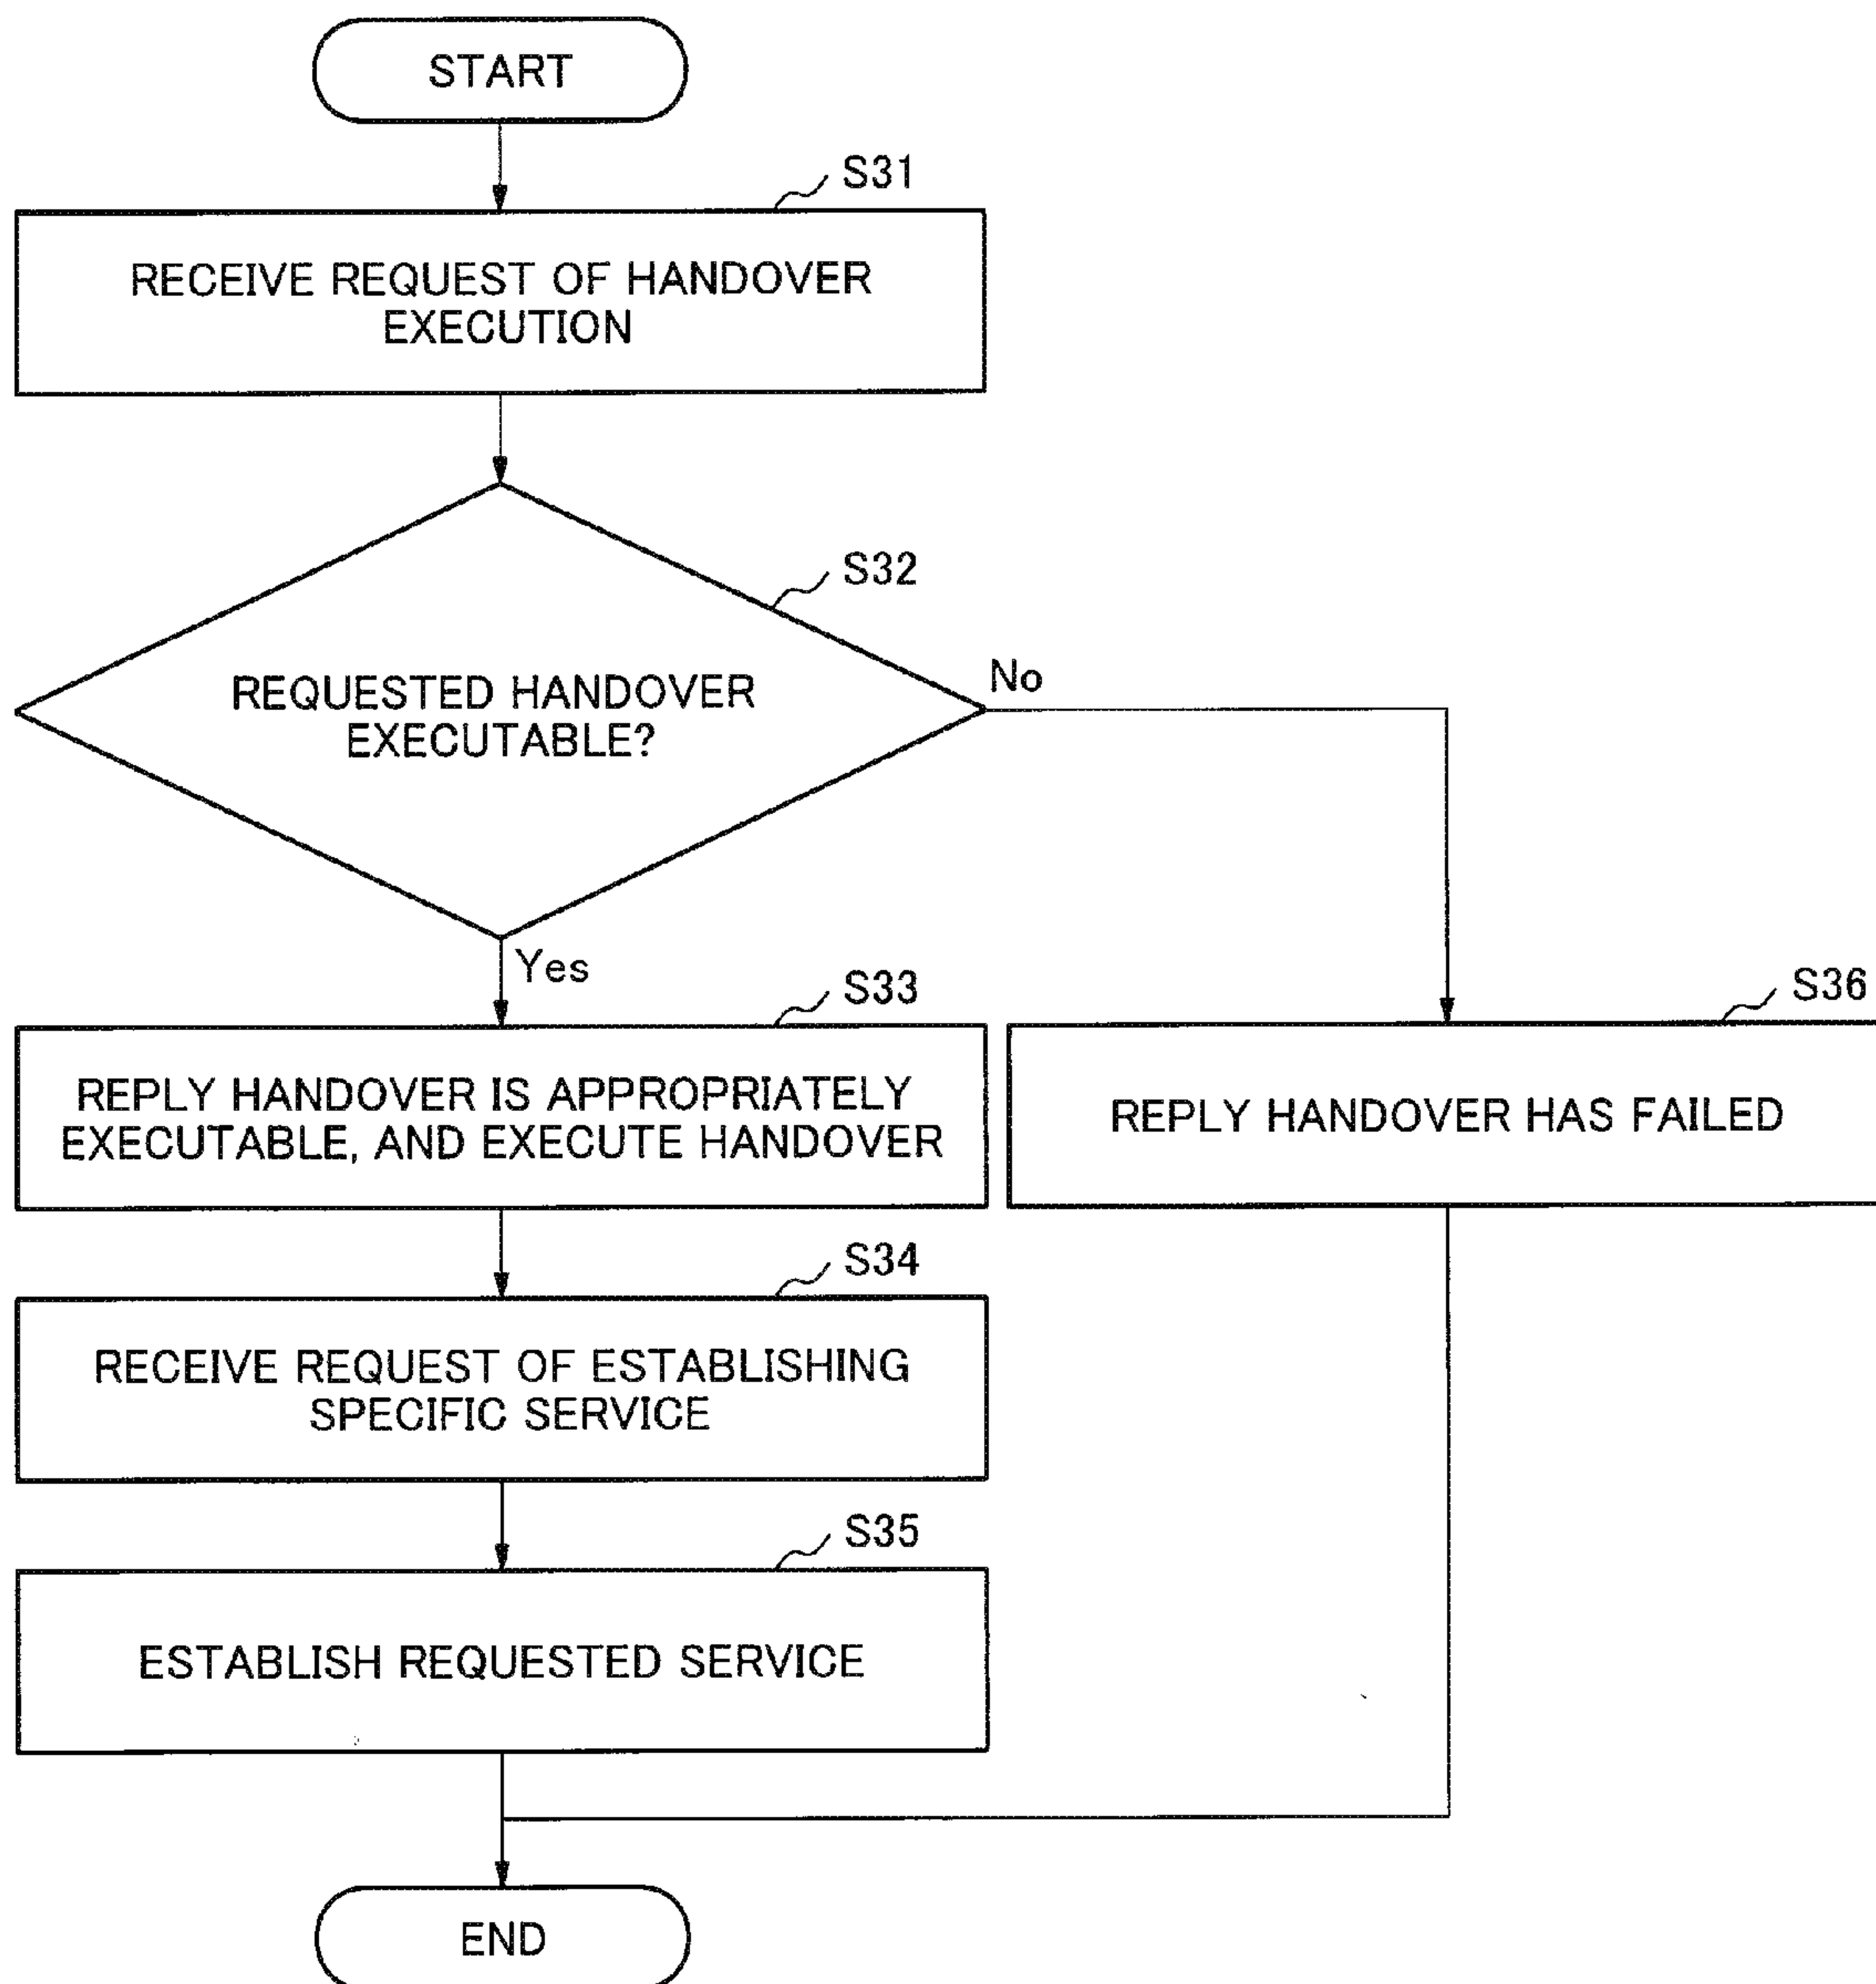 START
S31
RECEIVE REQUEST OF HANDOVER
EXECUTION
S32
REQUESTED HANDOVER
EXECUTABLE?
No
Yes
S33
REPLY HANDOVER IS APPROPRIATELY
EXECUTABLE, AND EXECUTE HANDOVER
S36
REPLY HANDOVER HAS FAILED
S34
RECEIVE REQUEST OF ESTABLISHING
SPECIFIC SERVICE
S35
ESTABLISH REQUESTED SERVICE
END